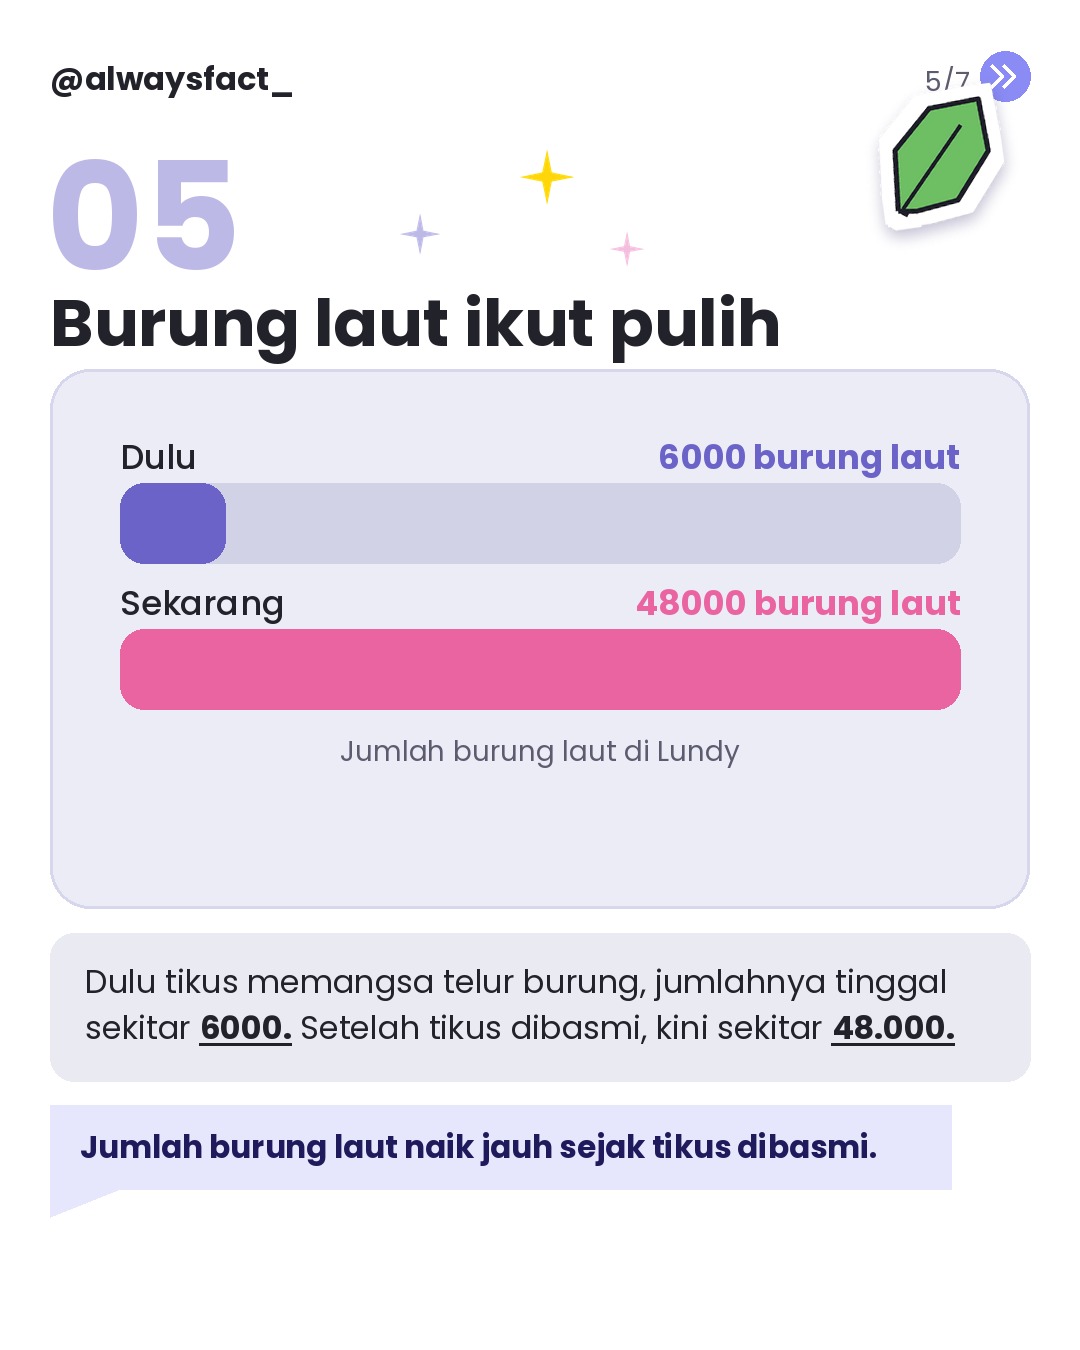 @alwaysfact_
5/7
05
Burung laut ikut pulih
Dulu
6000 burung laut
Sekarang
48000 burung laut
Jumlah burung laut di Lundy
Dulu tikus memangsa telur burung, jumlahnya tinggal
sekitar 6000. Setelah tikus dibasmi, kini sekitar 48.000.
Jumlah burung laut naik jauh sejak tikus dibasmi.